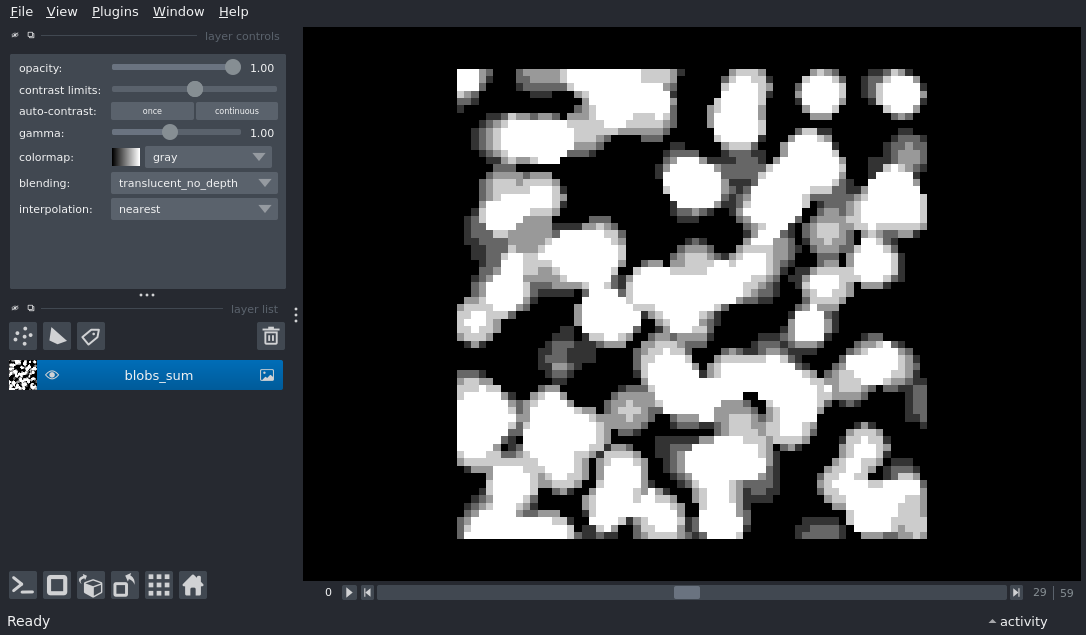 File View Plugins Window Help
layer controls
opacity: 1.00
contrast limits:
auto-contrast: once continuous
gamma: 1.00
colormap: gray
blending: translucent_no_depth
interpolation: nearest
layer list
blobs_sum
0 29 59
Ready activity